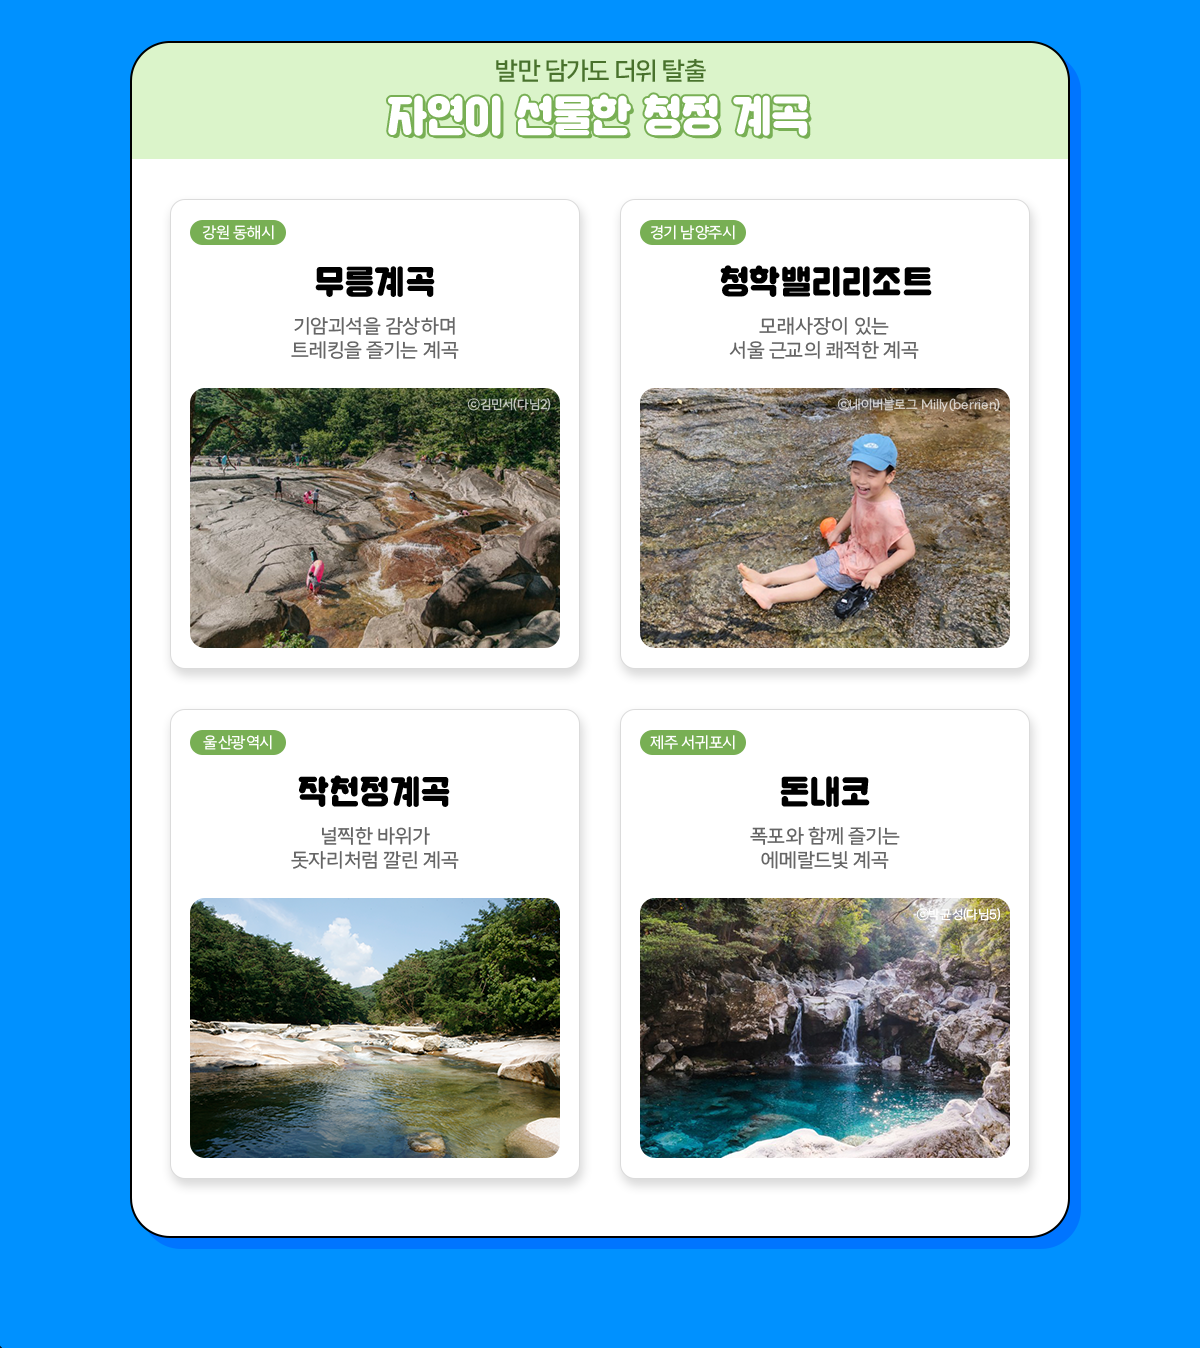 발만 담가도 더위 탈출
자연이 선물한 청정 계곡
강원 동해시
무릉계곡
기암괴석을 감상하며
트레킹을 즐기는 계곡
ⓒ김민서(다님2)
경기 남양주시
청학밸리리조트
모래사장이 있는
서울 근교의 쾌적한 계곡
ⓒ네이버블로그 Milly(berrien)
울산광역시
작천정계곡
널찍한 바위가
돗자리처럼 깔린 계곡
제주 서귀포시
돈내코
폭포와 함께 즐기는
에메랄드빛 계곡
ⓒ박균성(다님5)